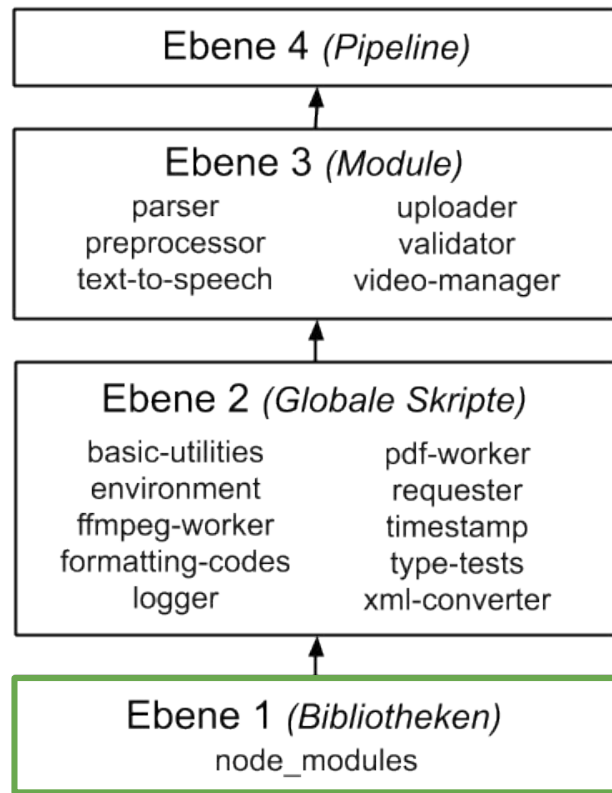 Ebene 4 (Pipeline)
Ebene 3 (Module)
parser
preprocessor
text-to-speech
uploader
validator
video-manager
Ebene 2 (Globale Skripte)
basic-utilities
environment
ffmpeg-worker
formatting-codes
logger
pdf-worker
requester
timestamp
type-tests
xml-converter
Ebene 1 (Bibliotheken)
node_modules